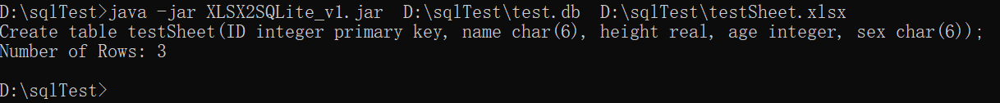 D:\sqlTest>java -jar XLSX2SQLite_v1.jar  D:\sqlTest\test.db  D:\sqlTest\testSheet.xlsx
Create table testSheet(ID integer primary key, name char(6), height real, age integer, sex char(6));
Number of Rows: 3
D:\sqlTest>